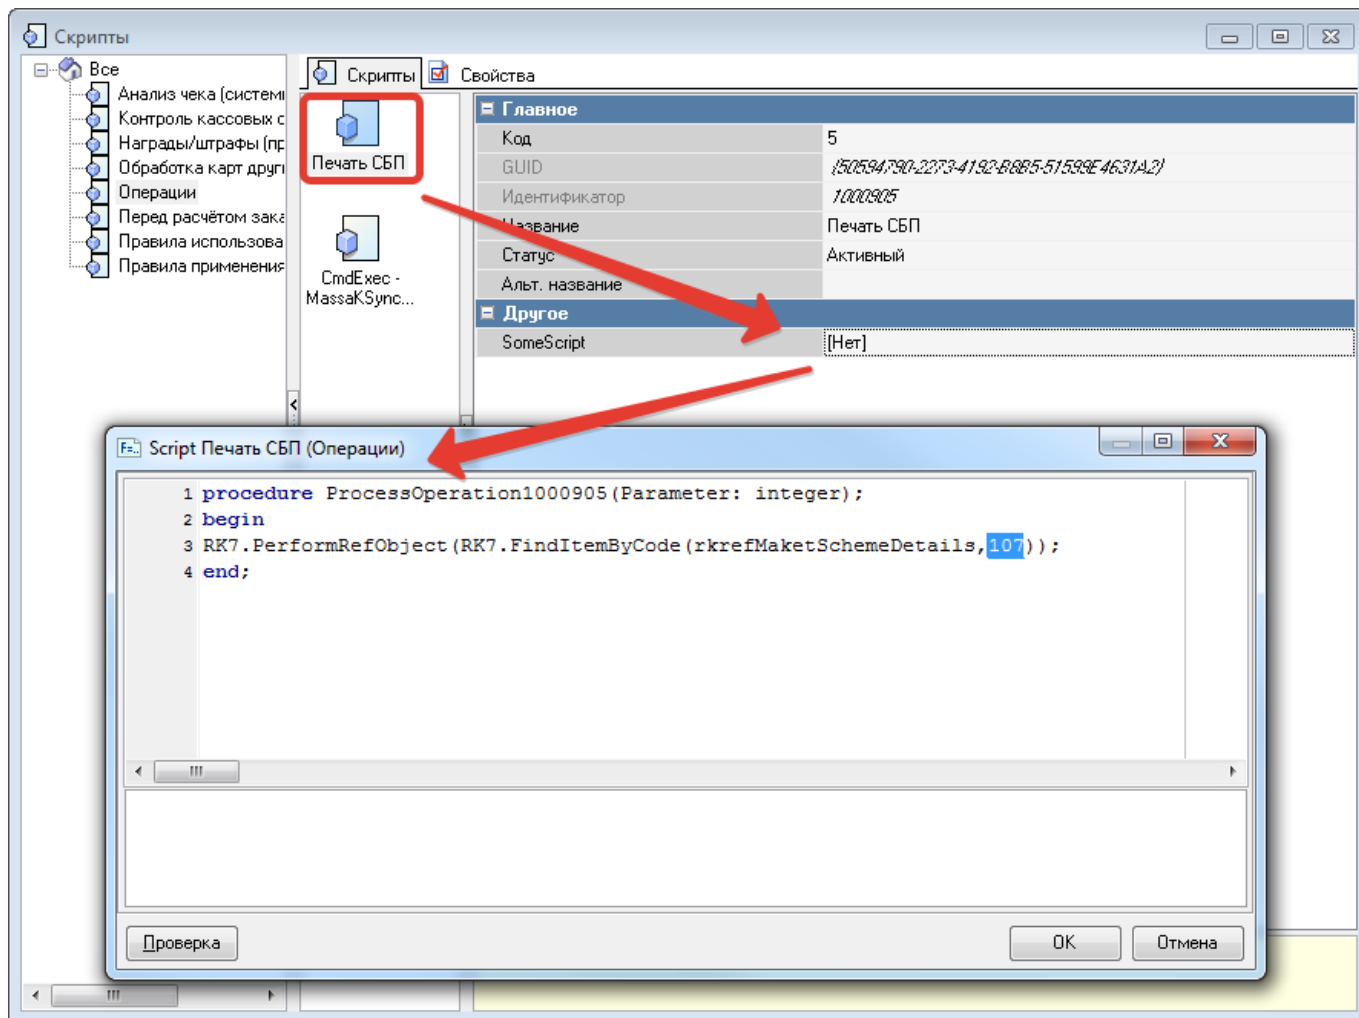 Скрипты
Все
Анализ чека (системн
Контроль кассовых с
Награды/штрафы (пр
Обработка карт други
Операции
Перед расчётом зака
Правила использова
Правила применения
Скрипты
Свойства
Печать СБП
CmdExec -
MassaKSync...
Главное
Код 5
GUID {50594790-2273-4192-B8B5-51599E4631A2}
Идентификатор 1000905
Название Печать СБП
Статус Активный
Альт. название
Другое
SomeScript [Нет]
Script Печать СБП (Операции)
1 procedure ProcessOperation1000905(Parameter: integer);
2 begin
3 RK7.PerformRefObject(RK7.FindItemByCode(rkrefMaketSchemeDetails,107));
4 end;
Проверка
OK
Отмена